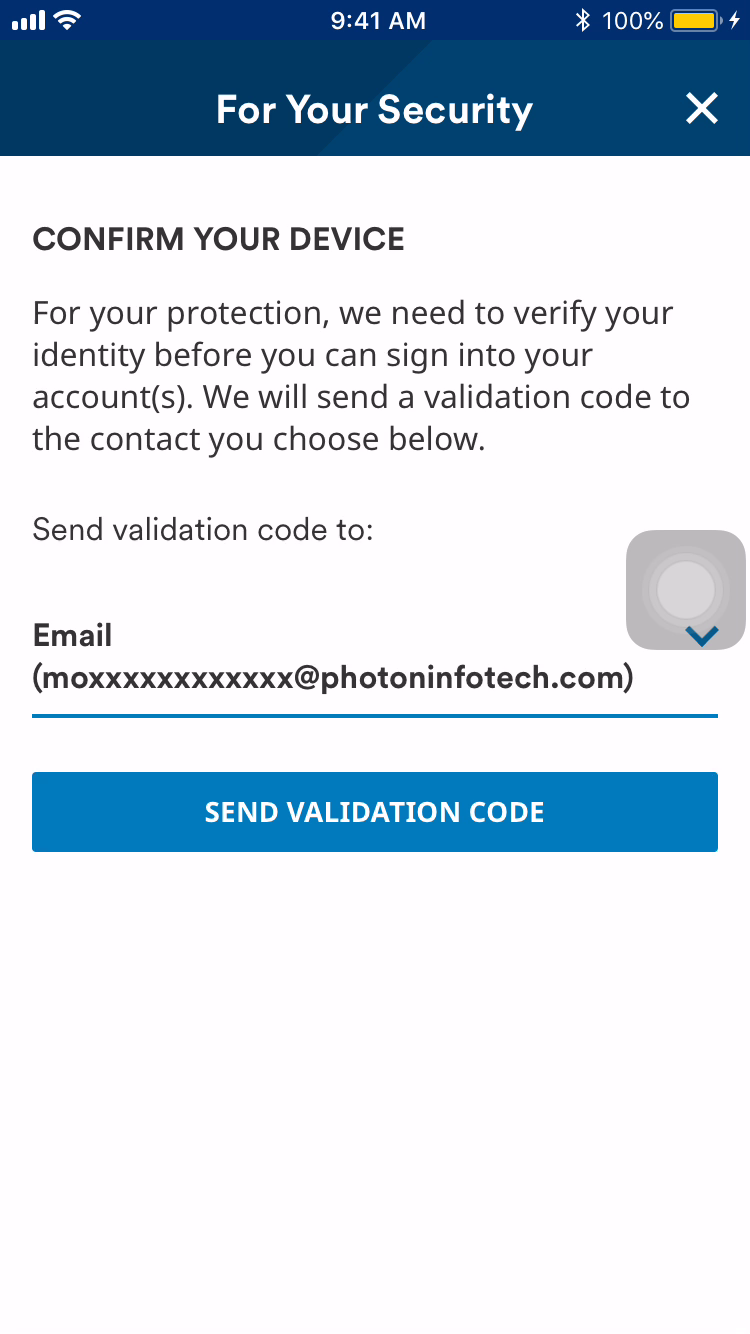 9:41 AM
100%
For Your Security
CONFIRM YOUR DEVICE
For your protection, we need to verify your
identity before you can sign into your
account(s). We will send a validation code to
the contact you choose below.
Send validation code to:
Email
(moxxxxxxxxxxxx@photoninfotech.com)
SEND VALIDATION CODE